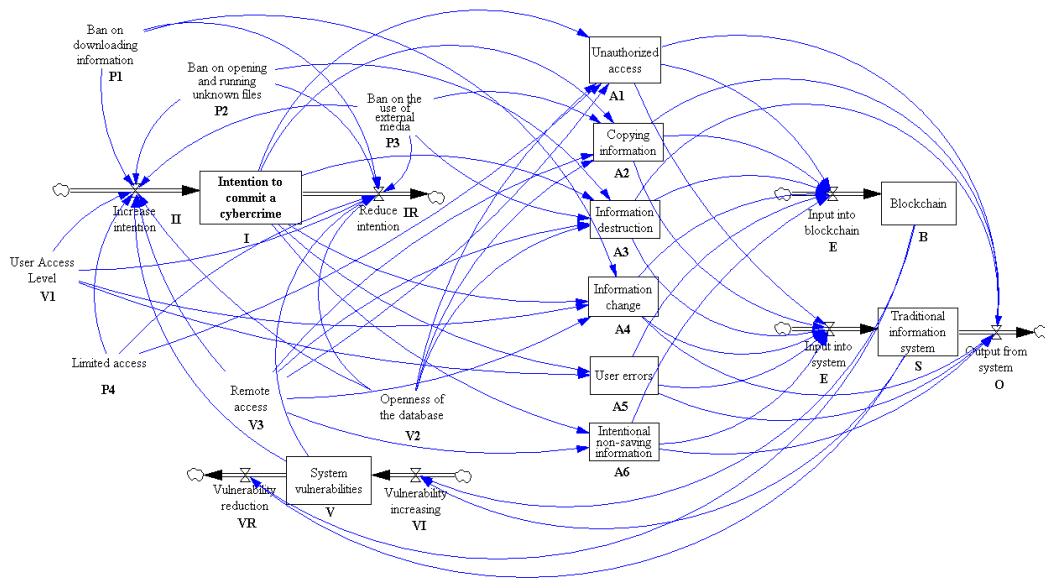 Ban on
downloading
information
P1
Ban on opening
and running
unknown files
P2
Ban on the
use of
external
media
P3
Increase
intention
II
Intention to
commit a
cybercrime
I
Reduce
intention
IR
User Access
Level
V1
Limited access
P4
Remote
access
V3
Openness of
the database
V2
Vulnerability
reduction
VR
System
vulnerabilities
V
Vulnerability
increasing
VI
Unauthorized
access
A1
Copying
information
A2
Information
destruction
A3
Information
change
A4
User errors
A5
Intentional
non-saving
information
A6
Input into
blockchain
E
Blockchain
B
Input into
system
E
Traditional
information
system
S
Output from
system
O